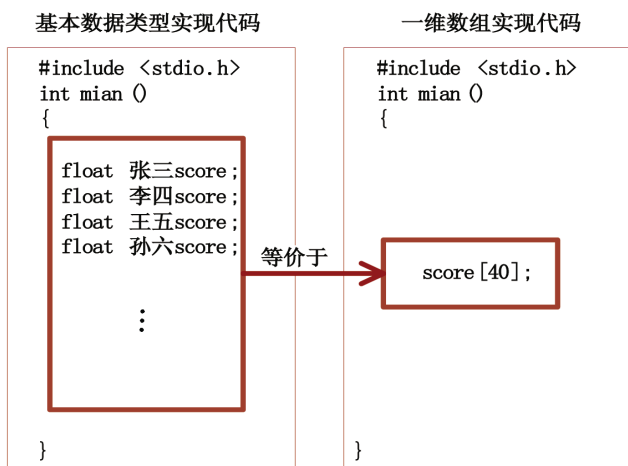 基本数据类型实现代码
#include <stdio.h>
int mian ()
{
float 张三score;
float 李四score;
float 王五score;
float 孙六score;
⋮
}
等价于
一维数组实现代码
#include <stdio.h>
int mian ()
{
score[40];
}